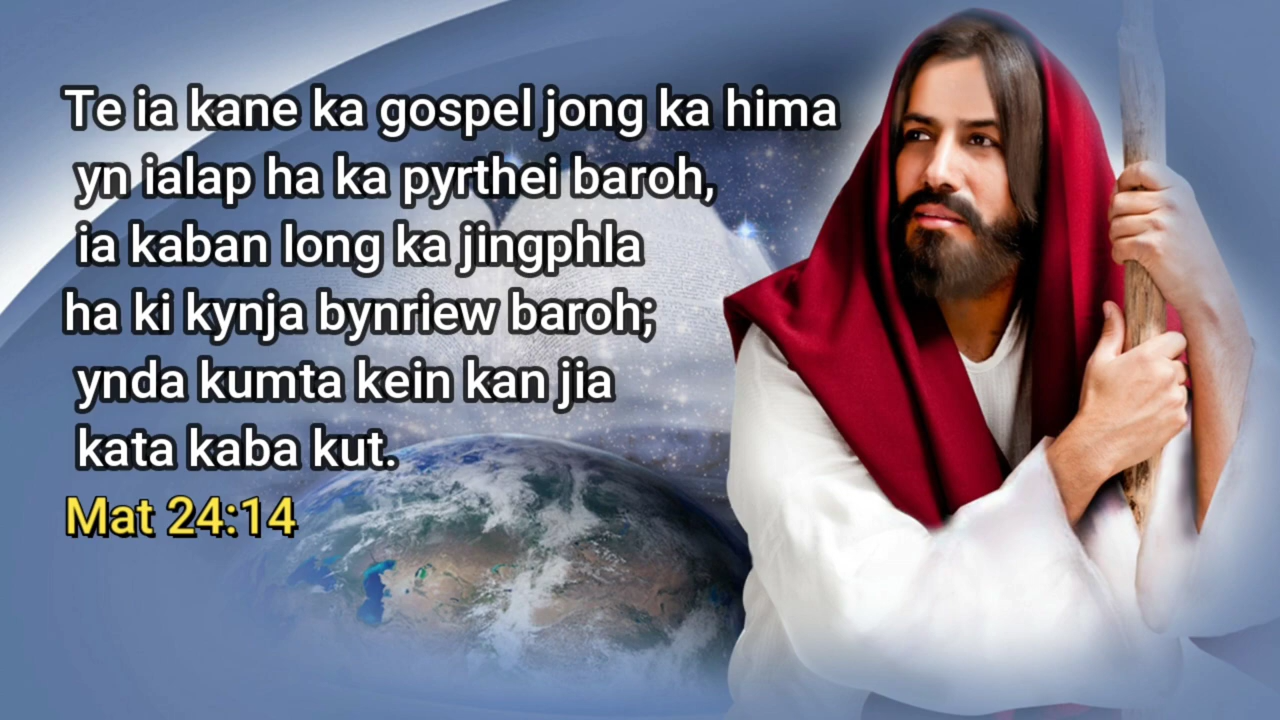 Te ia kane ka gospel jong ka hima
yn ialap ha ka pyrthei baroh,
ia kaban long ka jingphla
ha ki kynja bynriew baroh;
ynda kumta kein kan jia
kata kaba kut.
Mat 24:14